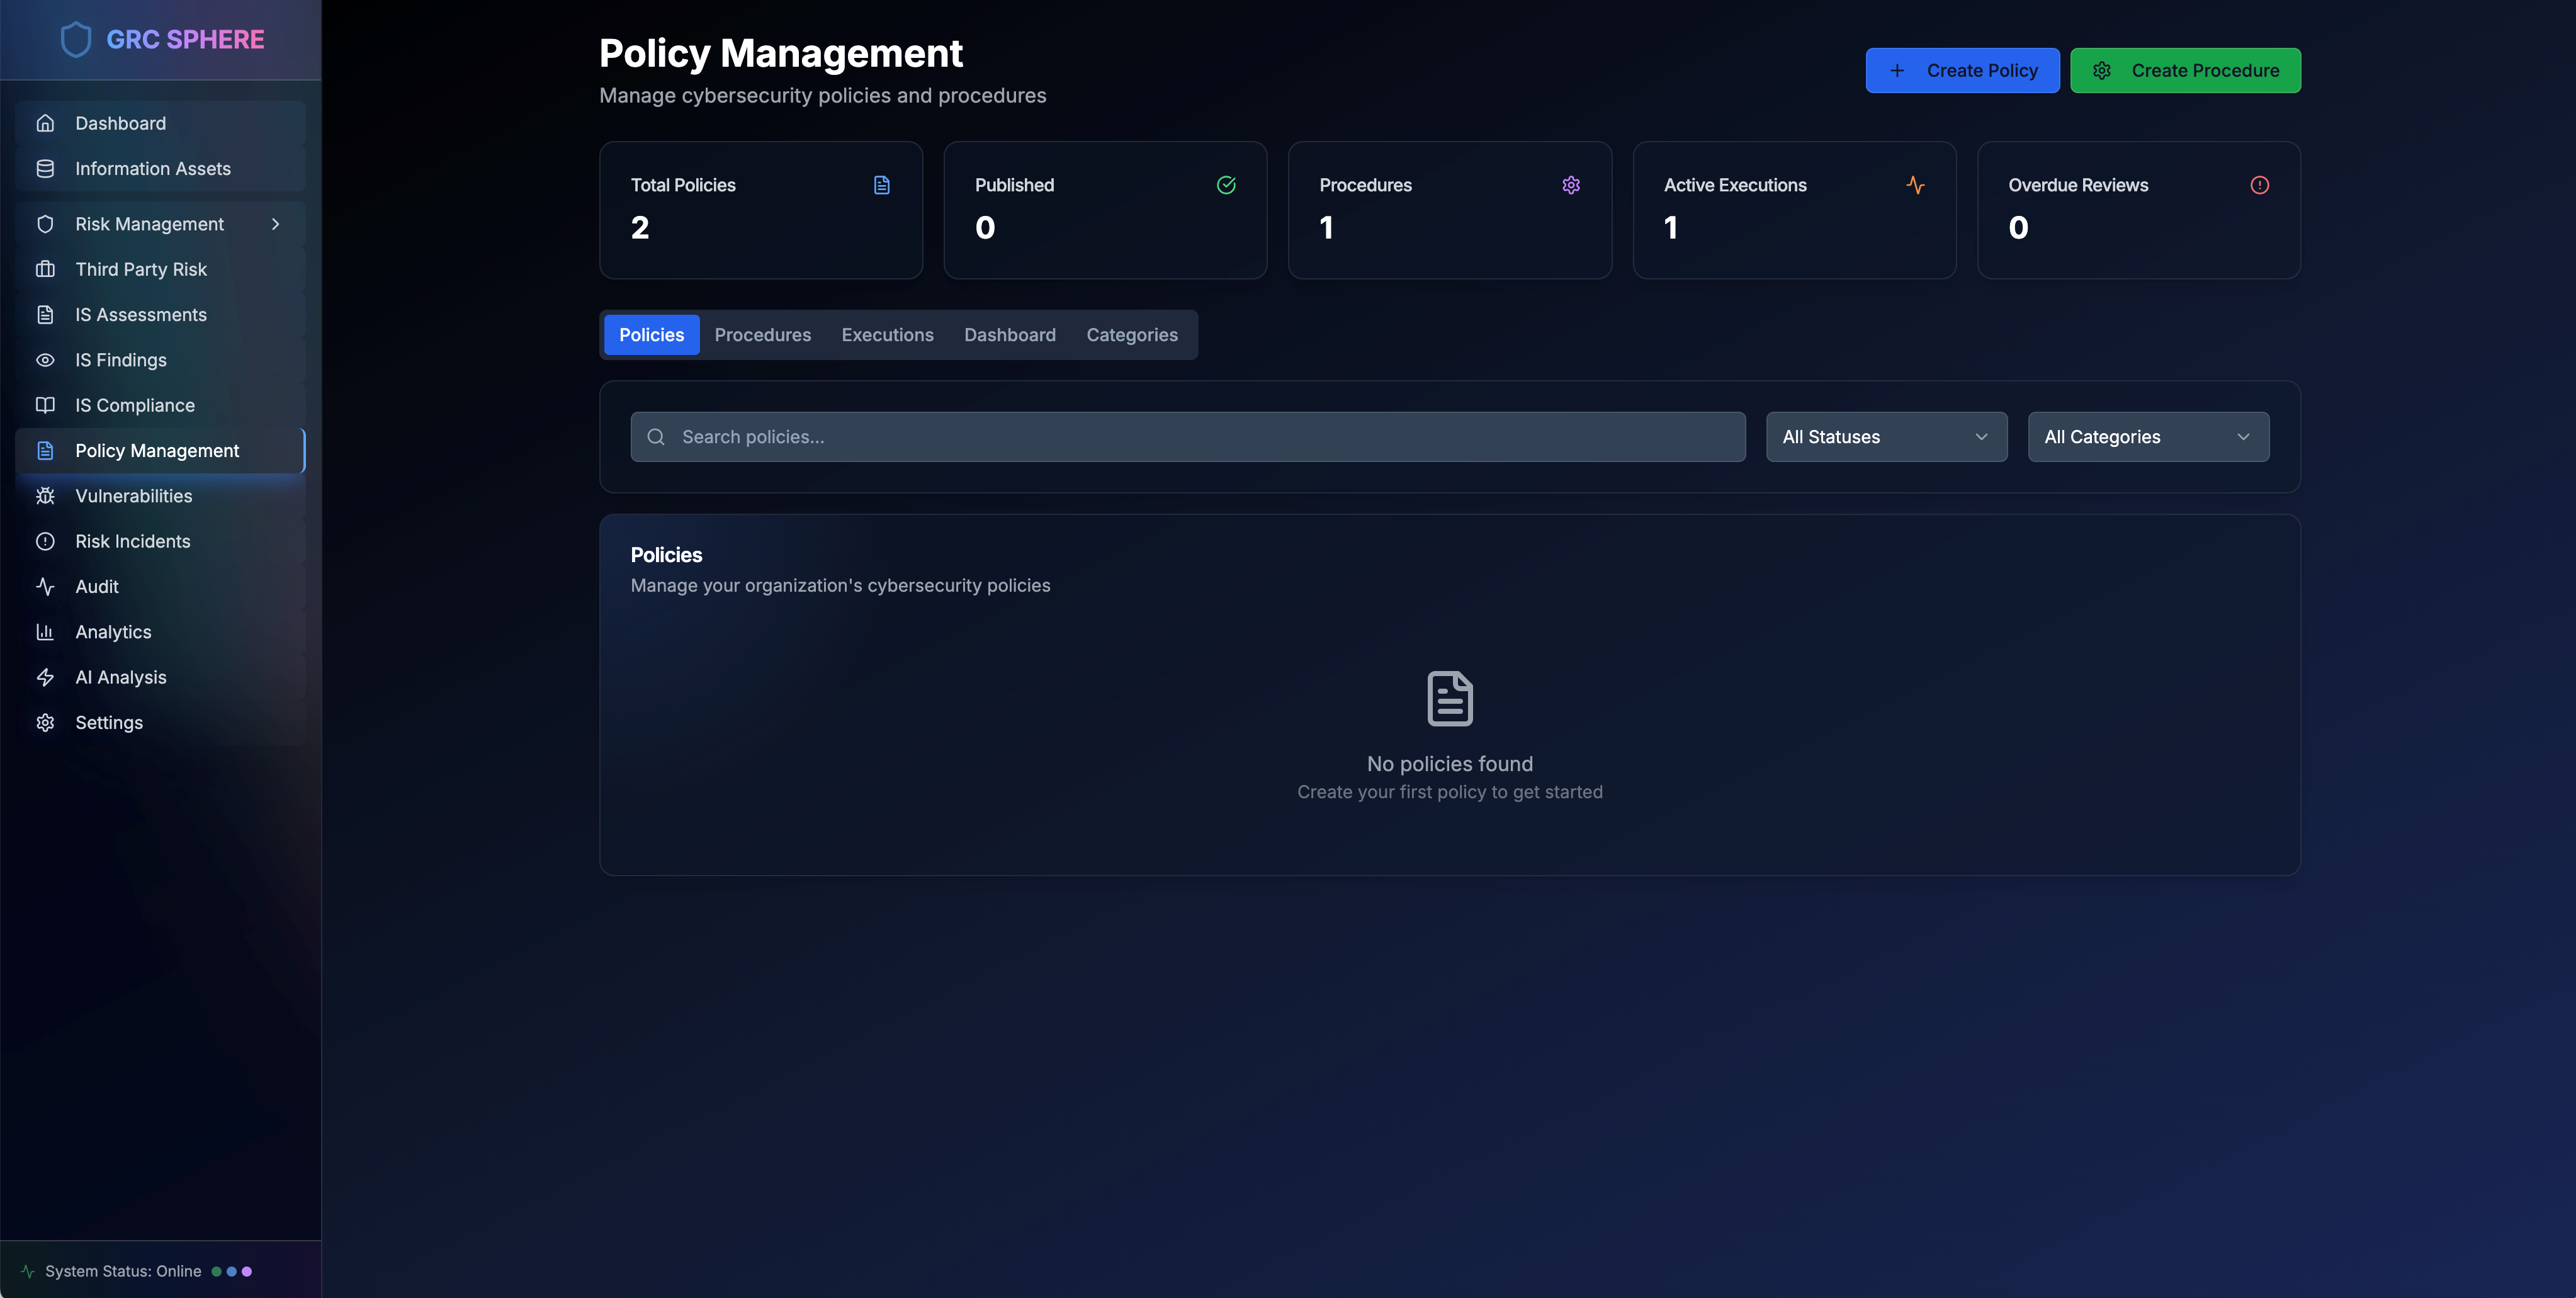 GRC SPHERE
Dashboard
Information Assets
Risk Management
Third Party Risk
IS Assessments
IS Findings
IS Compliance
Policy Management
Vulnerabilities
Risk Incidents
Audit
Analytics
AI Analysis
Settings
System Status: Online
Policy Management
Manage cybersecurity policies and procedures
Create Policy
Create Procedure
Total Policies
2
Published
0
Procedures
1
Active Executions
1
Overdue Reviews
0
Policies Procedures Executions Dashboard Categories
Search policies...
All Statuses
All Categories
Policies
Manage your organization's cybersecurity policies
No policies found
Create your first policy to get started